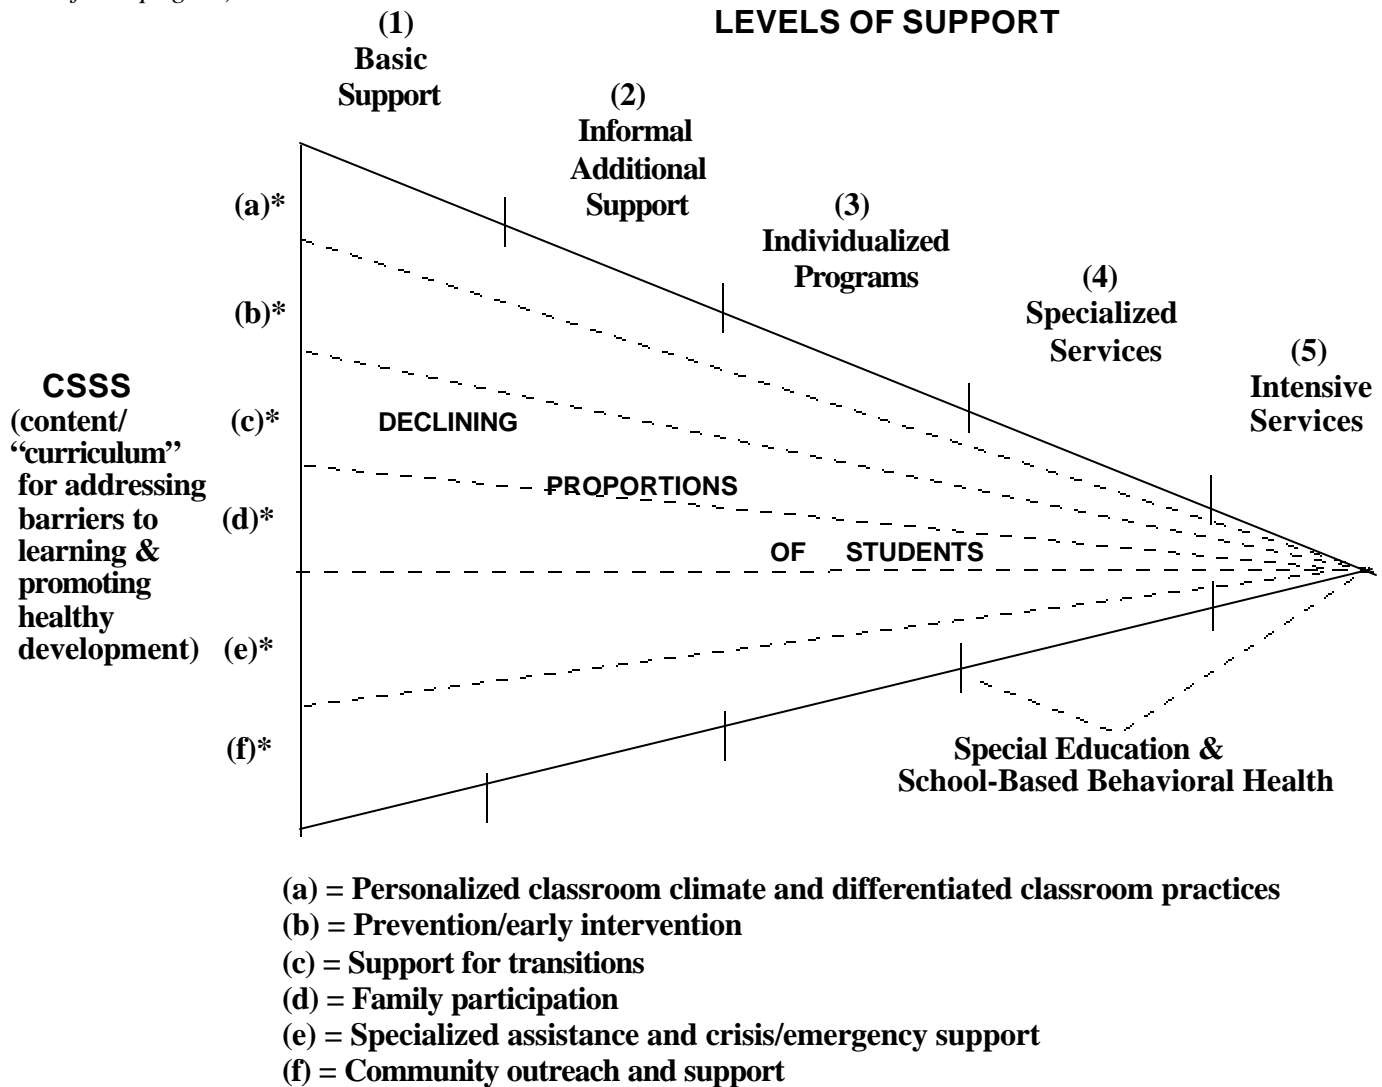 (1)
Basic
Support
LEVELS OF SUPPORT
(2)
Informal
Additional
Support
(3)
Individualized
Programs
(4)
Specialized
Services
(5)
Intensive
Services
(a)*
(b)*
(c)*
(d)*
(e)*
(f)*
CSSS
(content/
“curriculum”
for addressing
barriers to
learning &
promoting
healthy
development)
DECLINING
PROPORTIONS
OF STUDENTS
Special Education &
School-Based Behavioral Health
(a) = Personalized classroom climate and differentiated classroom practices
(b) = Prevention/early intervention
(c) = Support for transitions
(d) = Family participation
(e) = Specialized assistance and crisis/emergency support
(f) = Community outreach and support